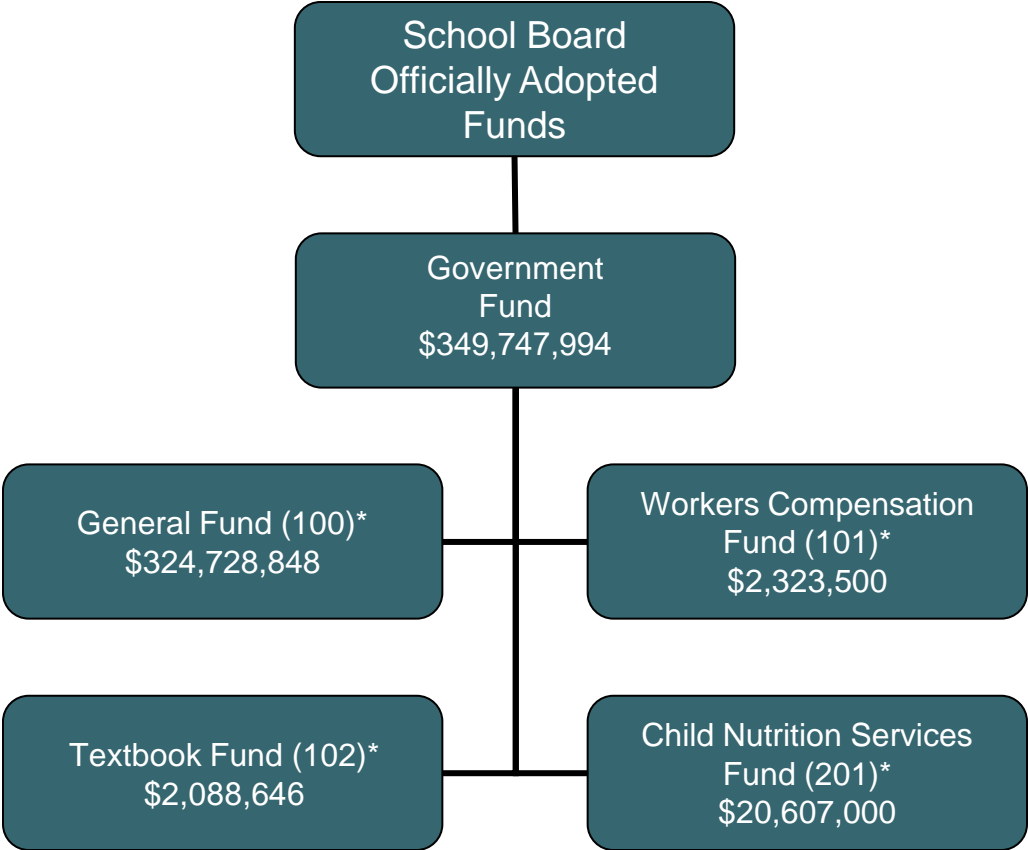 School Board
Officially Adopted
Funds
Government
Fund
$349,747,994
General Fund (100)*
$324,728,848
Workers Compensation
Fund (101)*
$2,323,500
Textbook Fund (102)*
$2,088,646
Child Nutrition Services
Fund (201)*
$20,607,000